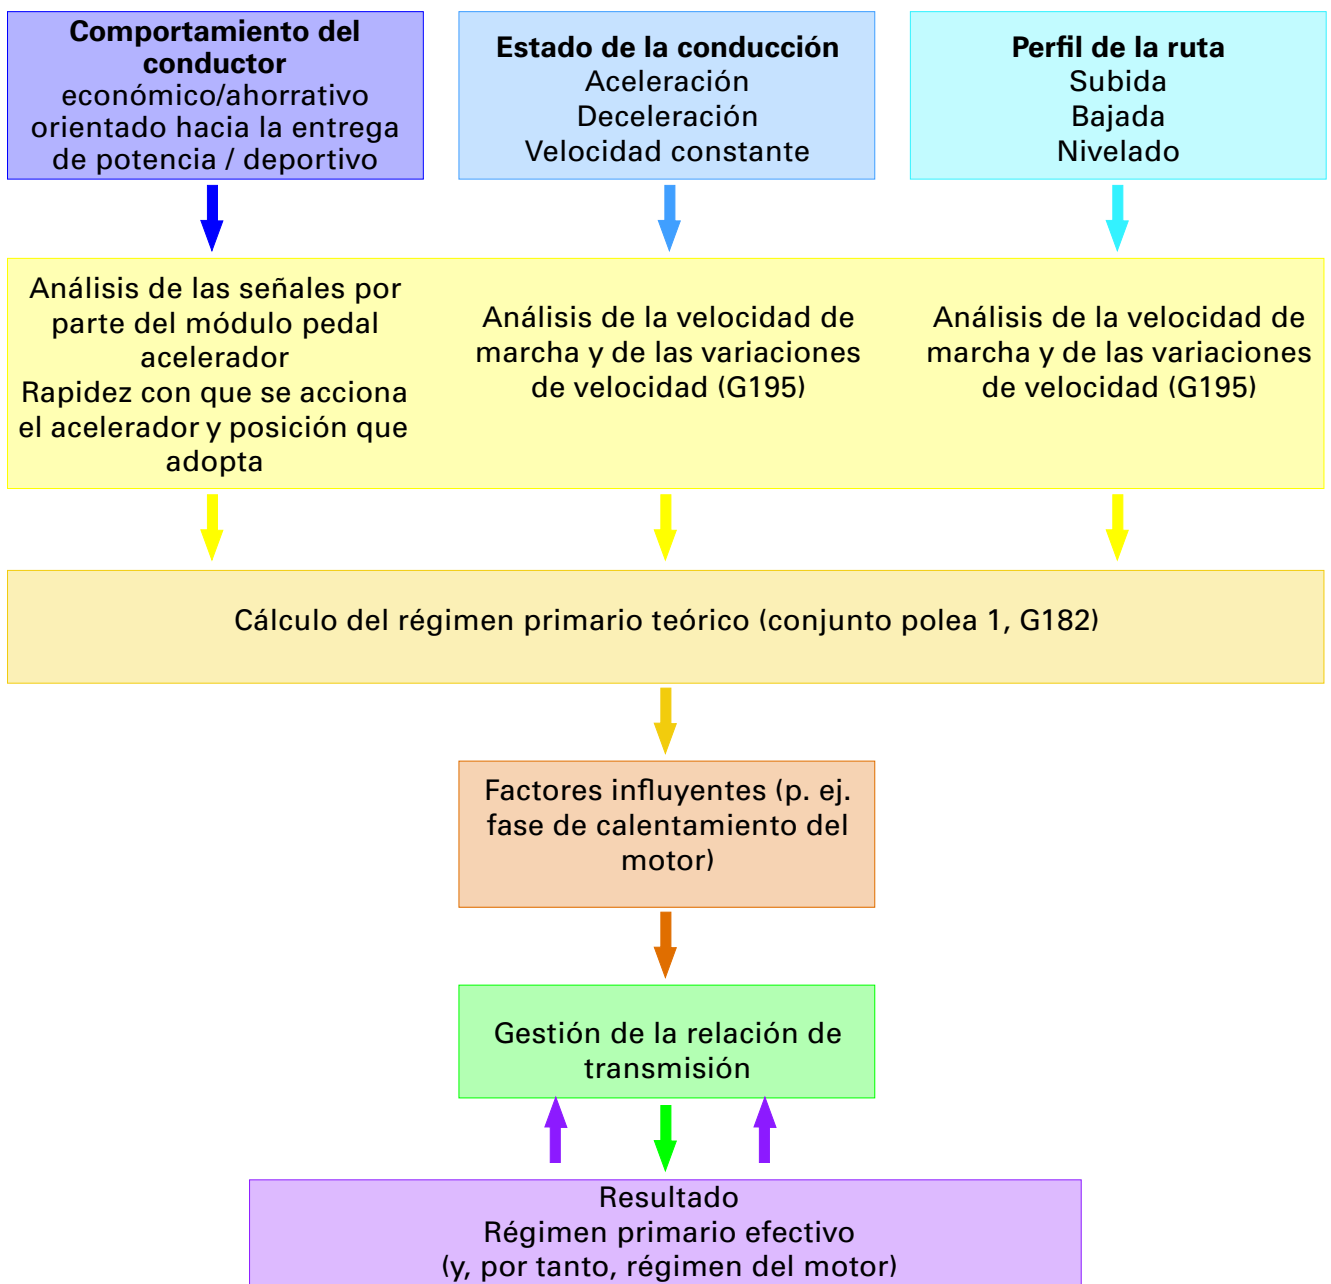 Comportamiento del
conductor
económico/ahorrativo
orientado hacia la entrega
de potencia / deportivo
Estado de la conducción
Aceleración
Deceleración
Velocidad constante
Perfil de la ruta
Subida
Bajada
Nivelado
Análisis de las señales por
parte del módulo pedal
acelerador
Rapidez con que se acciona
el acelerador y posición que
adopta
Análisis de la velocidad de
marcha y de las variaciones
de velocidad (G195)
Análisis de la velocidad de
marcha y de las variaciones
de velocidad (G195)
Cálculo del régimen primario teórico (conjunto polea 1, G182)
Factores influyentes (p. ej.
fase de calentamiento del
motor)
Gestión de la relación de
transmisión
Resultado
Régimen primario efectivo
(y, por tanto, régimen del motor)